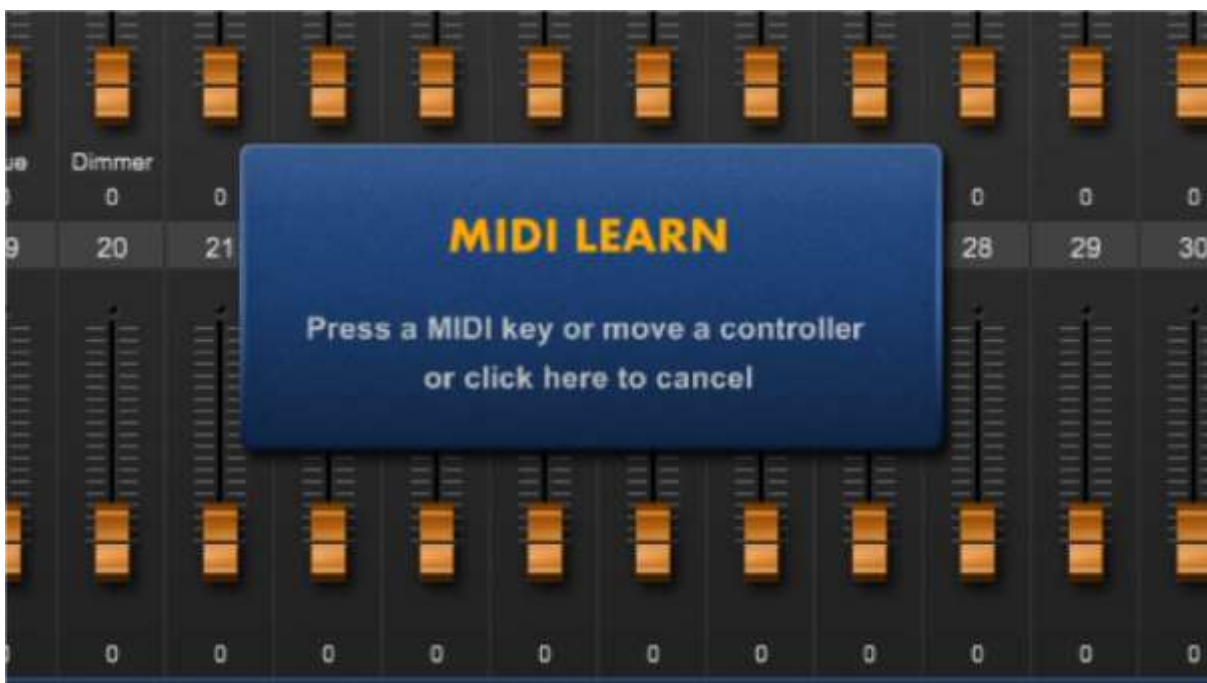 Dimmer
0 0 0 0 0
20 21 28 29 30
MIDI LEARN
Press a MIDI key or move a controller
or click here to cancel
0 0 0 0 0 0 0 0 0 0 0